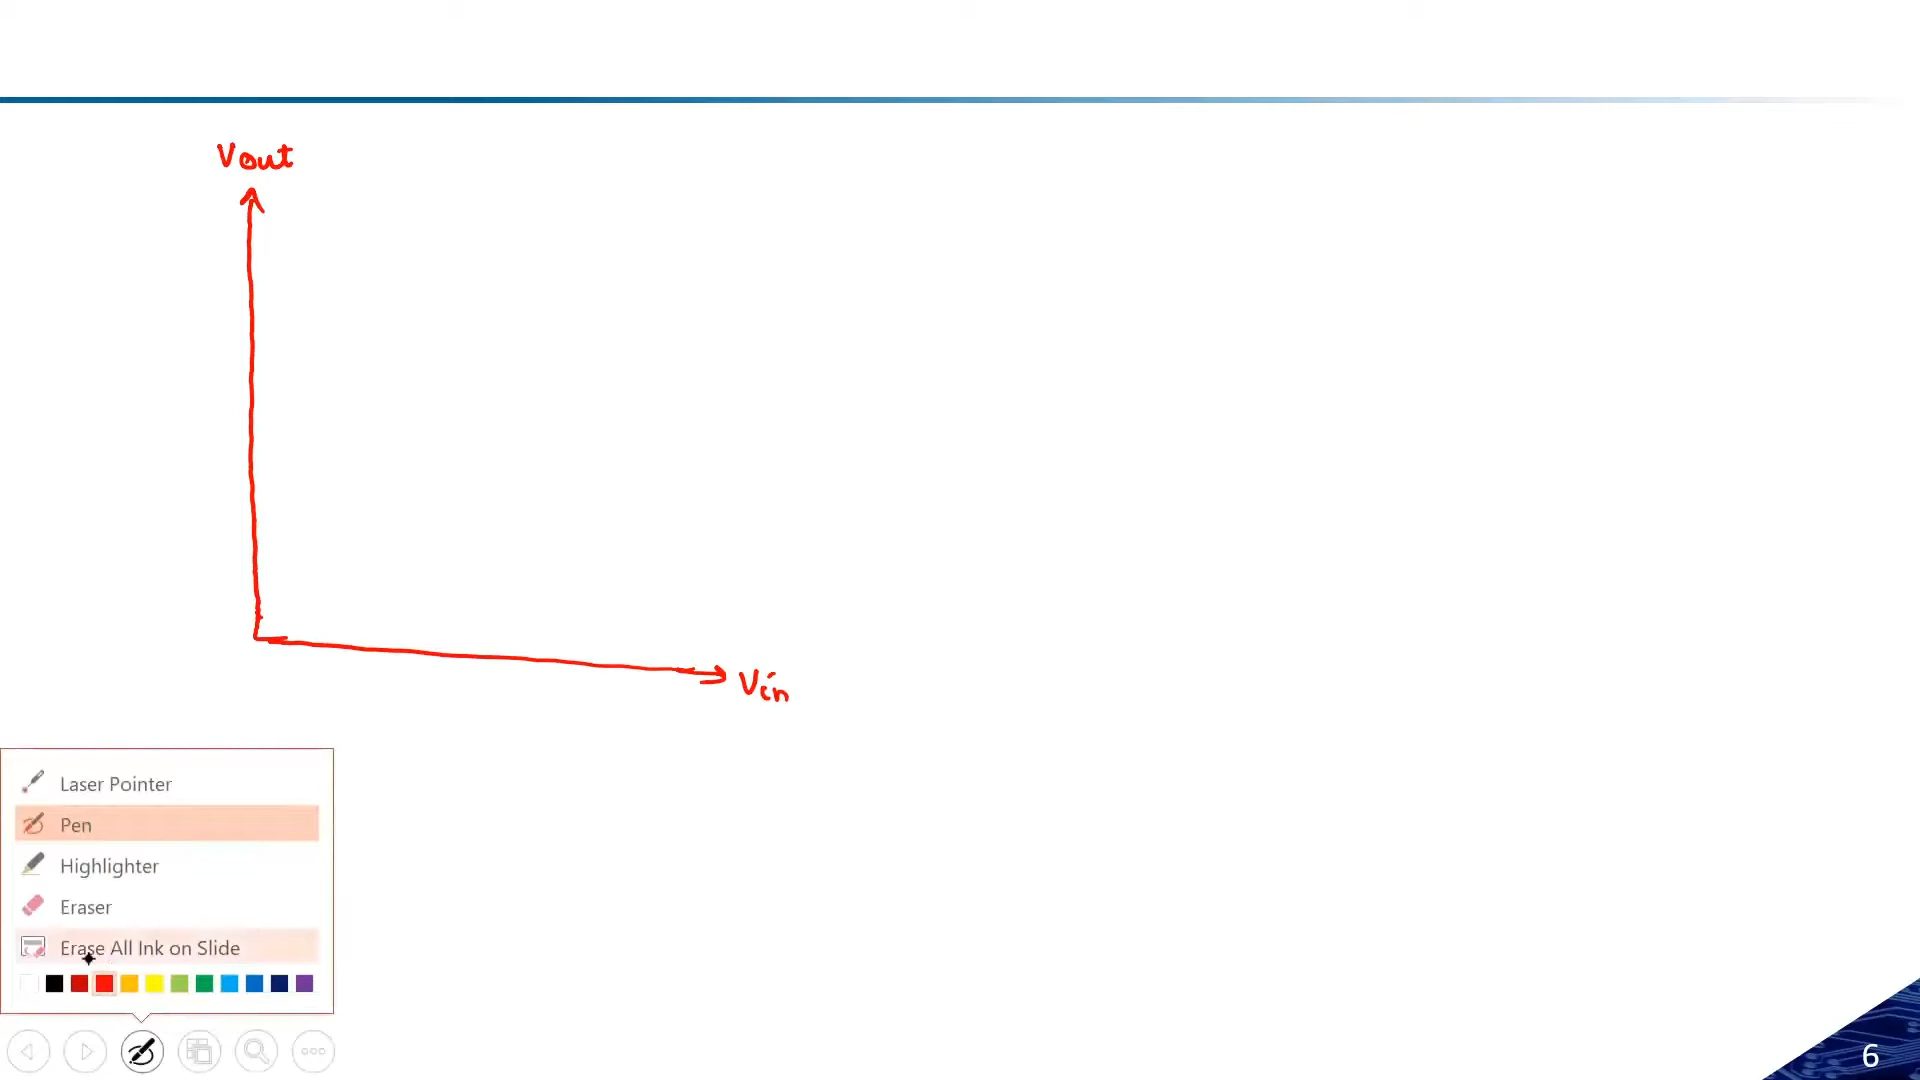 Vout
Vin
Laser Pointer
Pen
Highlighter
Eraser
Erase All Ink on Slide
6